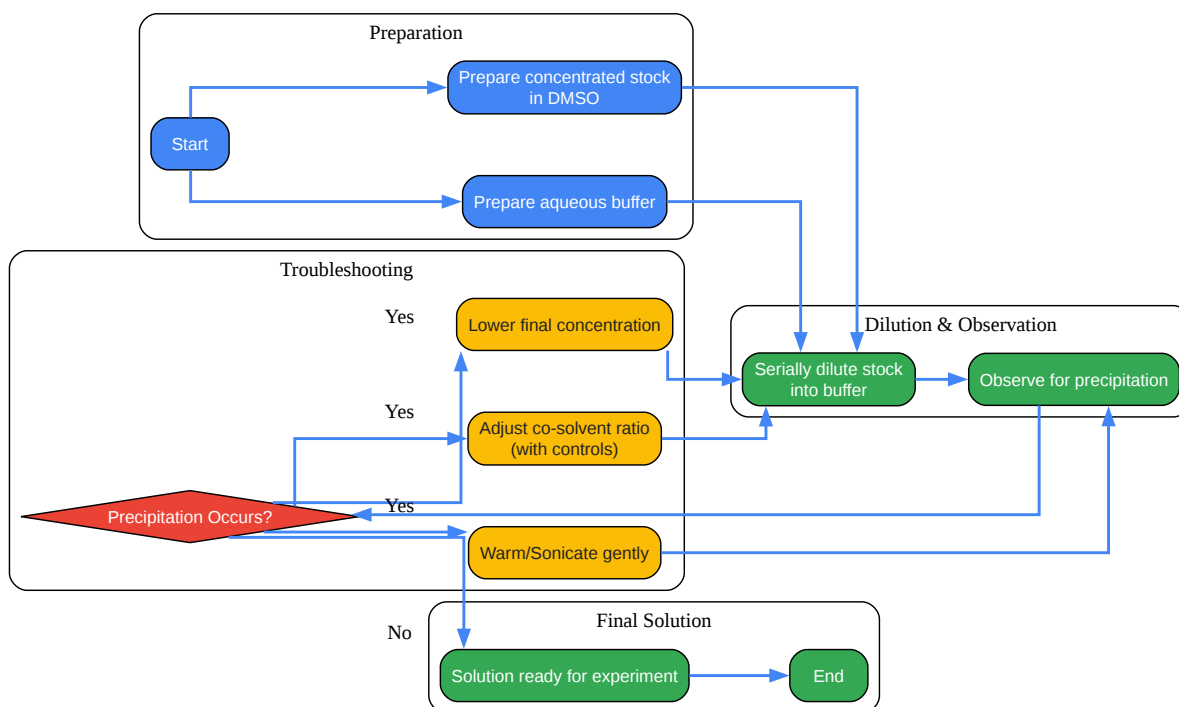 Preparation
Prepare concentrated stock
in DMSO
Start
Prepare aqueous buffer
Troubleshooting
Yes
Lower final concentration
Dilution & Observation
Serially dilute stock
into buffer
Observe for precipitation
Yes
Adjust co-solvent ratio
(with controls)
Yes
Precipitation Occurs?
Warm/Sonicate gently
Final Solution
No
Solution ready for experiment
End